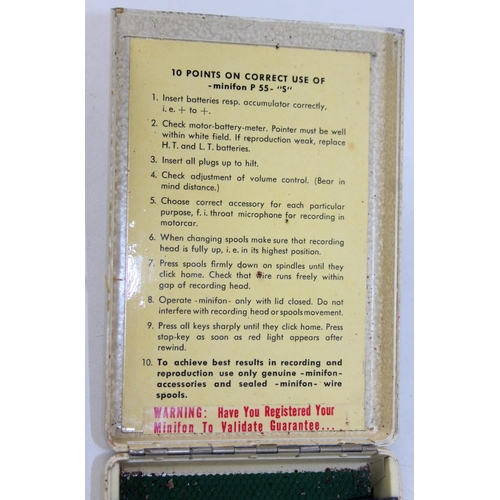 10 POINTS ON CORRECT USE OF
-minifon P 55- "S"
1. Insert batteries resp. accumulator correctly,
i. e. + to +.
2. Check motor-battery-meter. Pointer must be well
within white field. If reproduction weak, replace
H. T. and L. T. batteries.
3. Insert all plugs up to hilt.
4. Check adjustment of volume control. (Bear in
mind distance.)
5. Choose correct accessory for each particular
purpose, f. i. throat microphone for recording in
motorcar.
6. When changing spools make sure that recording
head is fully up, i. e. in its highest position.
7. Press spools firmly down on spindles until they
click home. Check that wire runs freely within
gap of recording head.
8. Operate -minifon- only with lid closed. Do not
interfere with recording head or spools movement.
9. Press all keys sharply until they click home. Press
stop-key as soon as red light appears after
rewind.
10. To achieve best results in recording and
reproduction use only genuine -minifon-
accessories and sealed -minifon- wire
spools.
WARNING: Have You Registered Your
Minifon To Validate Guarantee...